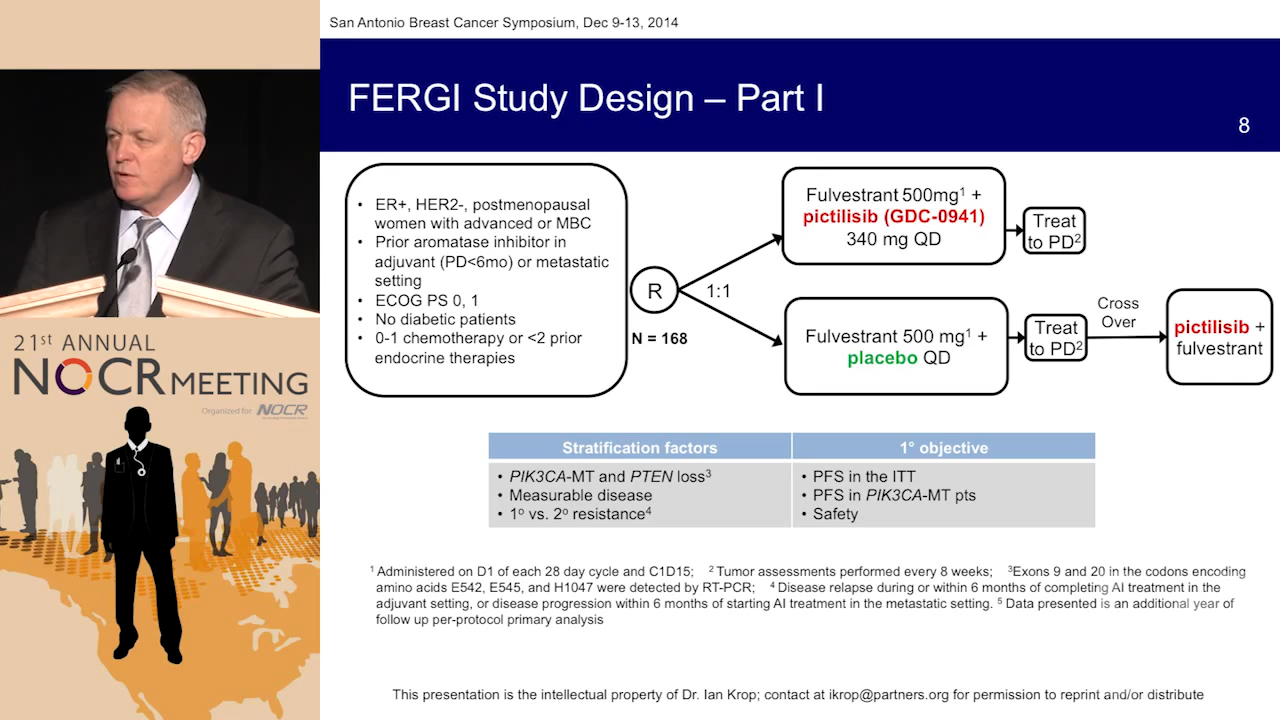 San Antonio Breast Cancer Symposium, Dec 9-13, 2014
FERGI Study Design – Part I
8
• ER+, HER2-, postmenopausal
women with advanced or MBC
• Prior aromatase inhibitor in
adjuvant (PD<6mo) or metastatic
setting
• ECOG PS 0, 1
• No diabetic patients
• 0-1 chemotherapy or <2 prior
endocrine therapies
R
1:1
N = 168
Fulvestrant 500mg¹ +
pictilisib (GDC-0941)
340 mg QD
Treat
to PD²
Fulvestrant 500 mg¹ +
placebo QD
Treat
to PD²
Cross
Over
pictilisib +
fulvestrant
Stratification factors
• PIK3CA-MT and PTEN loss³
• Measurable disease
• 1º vs. 2º resistance⁴
1° objective
• PFS in the ITT
• PFS in PIK3CA-MT pts
• Safety
¹ Administered on D1 of each 28 day cycle and C1D15; ² Tumor assessments performed every 8 weeks; ³Exons 9 and 20 in the codons encoding
amino acids E542, E545, and H1047 were detected by RT-PCR; ⁴ Disease relapse during or within 6 months of completing AI treatment in the
adjuvant setting, or disease progression within 6 months of starting AI treatment in the metastatic setting. ⁵ Data presented is an additional year of
follow up per-protocol primary analysis
This presentation is the intellectual property of Dr. Ian Krop; contact at ikrop@partners.org for permission to reprint and/or distribute
21st ANNUAL
NOCR MEETING
Organized for NOCR